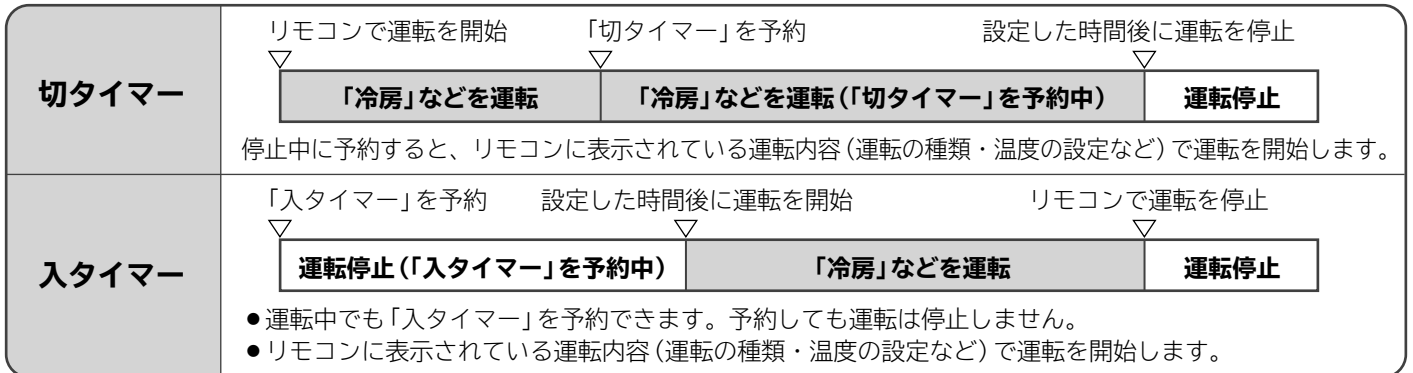 切タイマー
リモコンで運転を開始 「切タイマー」を予約 設定した時間後に運転を停止
「冷房」などを運転 「冷房」などを運転(「切タイマー」を予約中) 運転停止
停止中に予約すると、リモコンに表示されている運転内容(運転の種類・温度の設定など)で運転を開始します。
入タイマー
「入タイマー」を予約 設定した時間後に運転を開始 リモコンで運転を停止
運転停止(「入タイマー」を予約中) 「冷房」などを運転 運転停止
●運転中でも「入タイマー」を予約できます。予約しても運転は停止しません。
●リモコンに表示されている運転内容(運転の種類・温度の設定など)で運転を開始します。